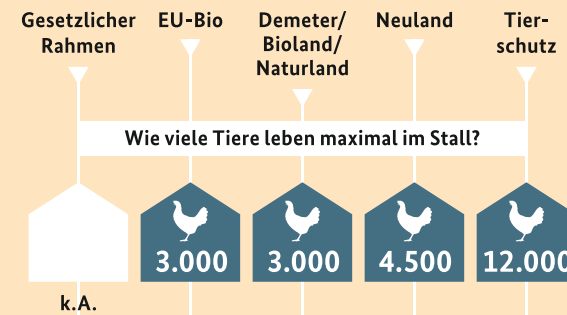 Gesetzlicher
Rahmen
EU-Bio
Demeter/
Bioland/
Naturland
Neuland
Tier-
schutz
Wie viele Tiere leben maximal im Stall?
3.000
3.000
4.500
12.000
k.A.